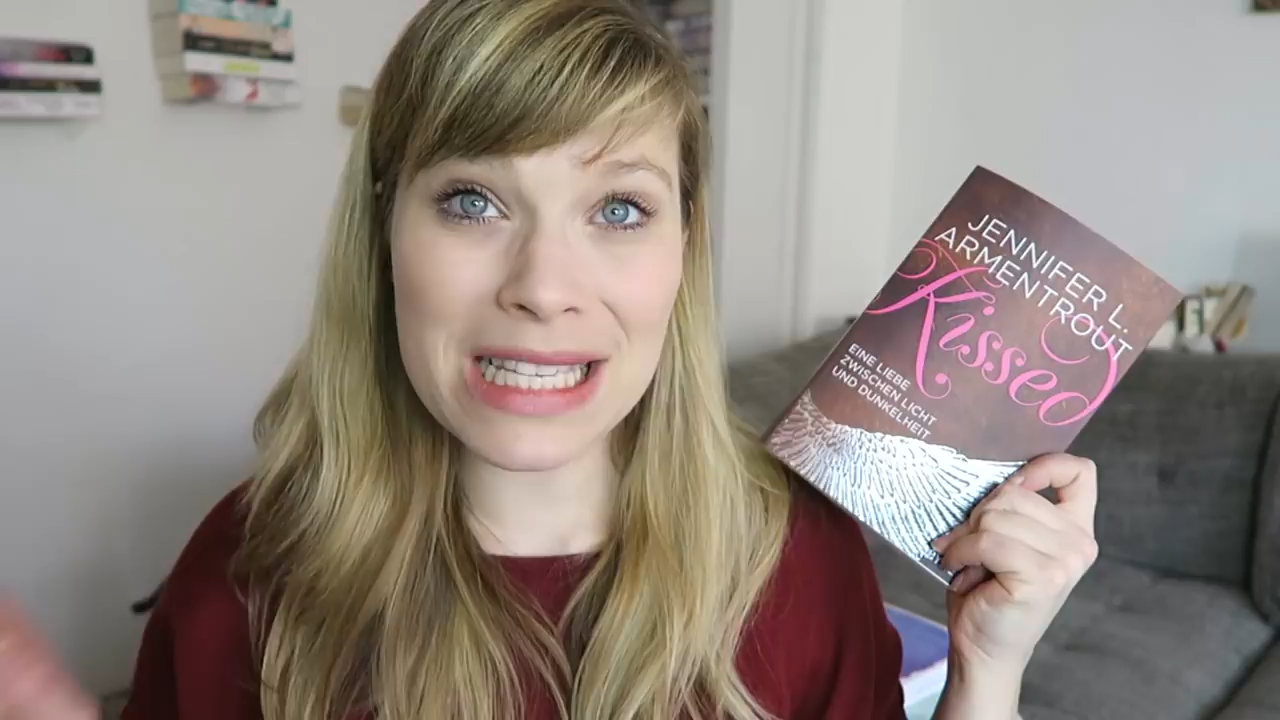 JENNIFER L.
ARMENTROUT
Kissed
EINE LIEBE
ZWISCHEN LICHT
UND DUNKELHEIT